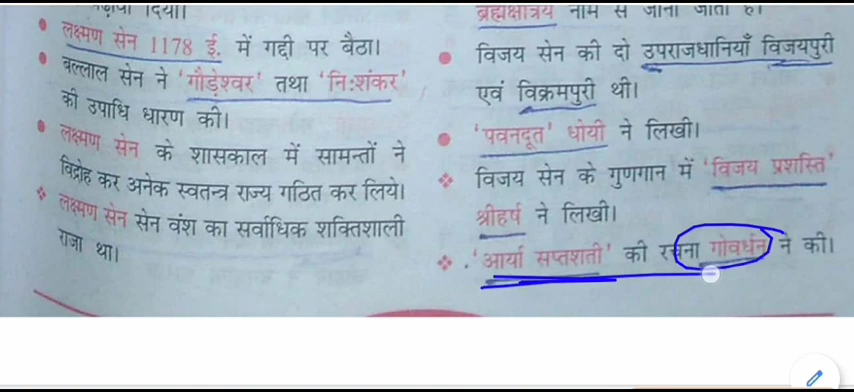 दिया।
लक्ष्मण सेन 1178 ई. में गद्दी पर बैठा।
बल्लाल सेन ने 'गौड़ेश्वर' तथा 'नि:शंकर'
की उपाधि धारण की।
लक्ष्मण सेन के शासकाल में सामन्तों ने
विद्रोह कर अनेक स्वतन्त्र राज्य गठित कर लिये।
लक्ष्मण सेन सेन वंश का सर्वाधिक शक्तिशाली
राजा था।
ब्रह्मक्षत्रिय नाम से जाना जाता है।
विजय सेन की दो उपराजधानियाँ विजयपुरी
एवं विक्रमपुरी थी।
'पवनदूत' धोयी ने लिखी।
विजय सेन के गुणगान में 'विजय प्रशस्ति'
श्रीहर्ष ने लिखी।
'आर्या सप्तशती' की रचना गोवर्धन ने की।